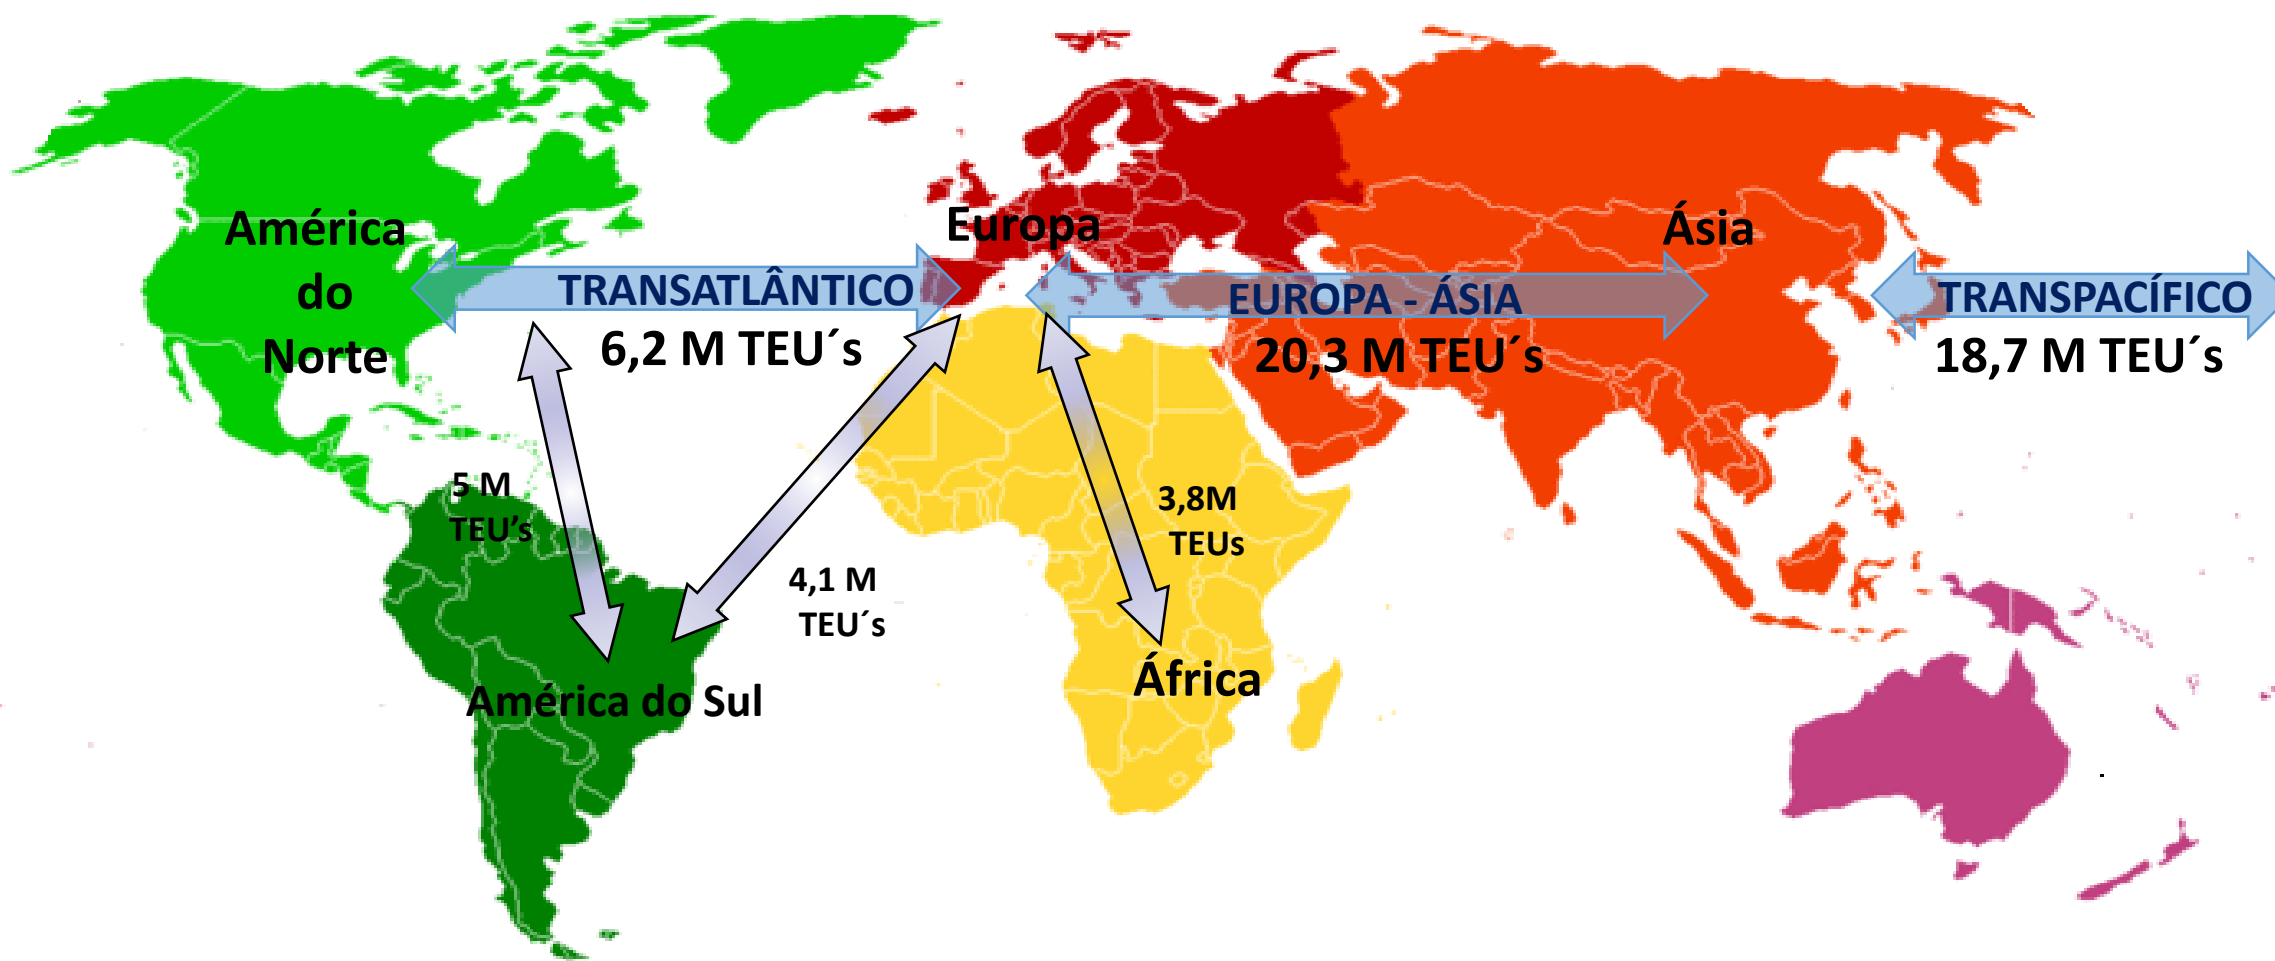 América
do
Norte
Europa
Ásia
TRANSATLÂNTICO
6,2 M TEU´s
EUROPA - ÁSIA
20,3 M TEU´s
TRANSPACÍFICO
18,7 M TEU´s
5 M
TEU’s
4,1 M
TEU´s
3,8M
TEUs
América do Sul
África
.